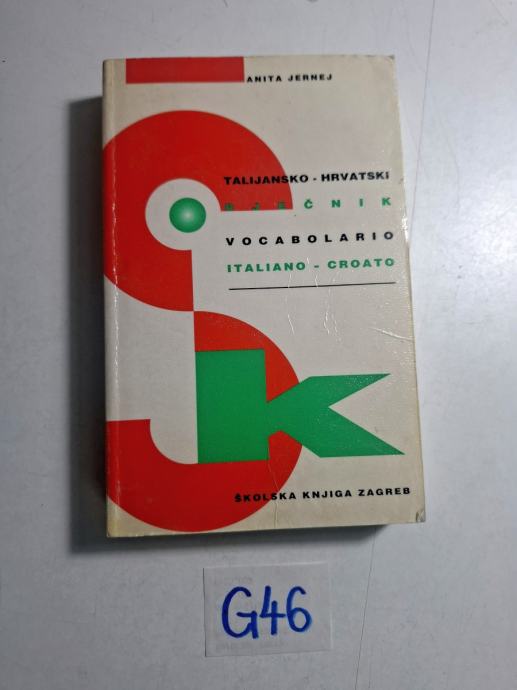 ANITA JERNEJ
TALIJANSKO - HRVATSKI
RJEČNIK
VOCABOLARIO
ITALIANO - CROATO
ŠKOLSKA KNJIGA ZAGREB
G46